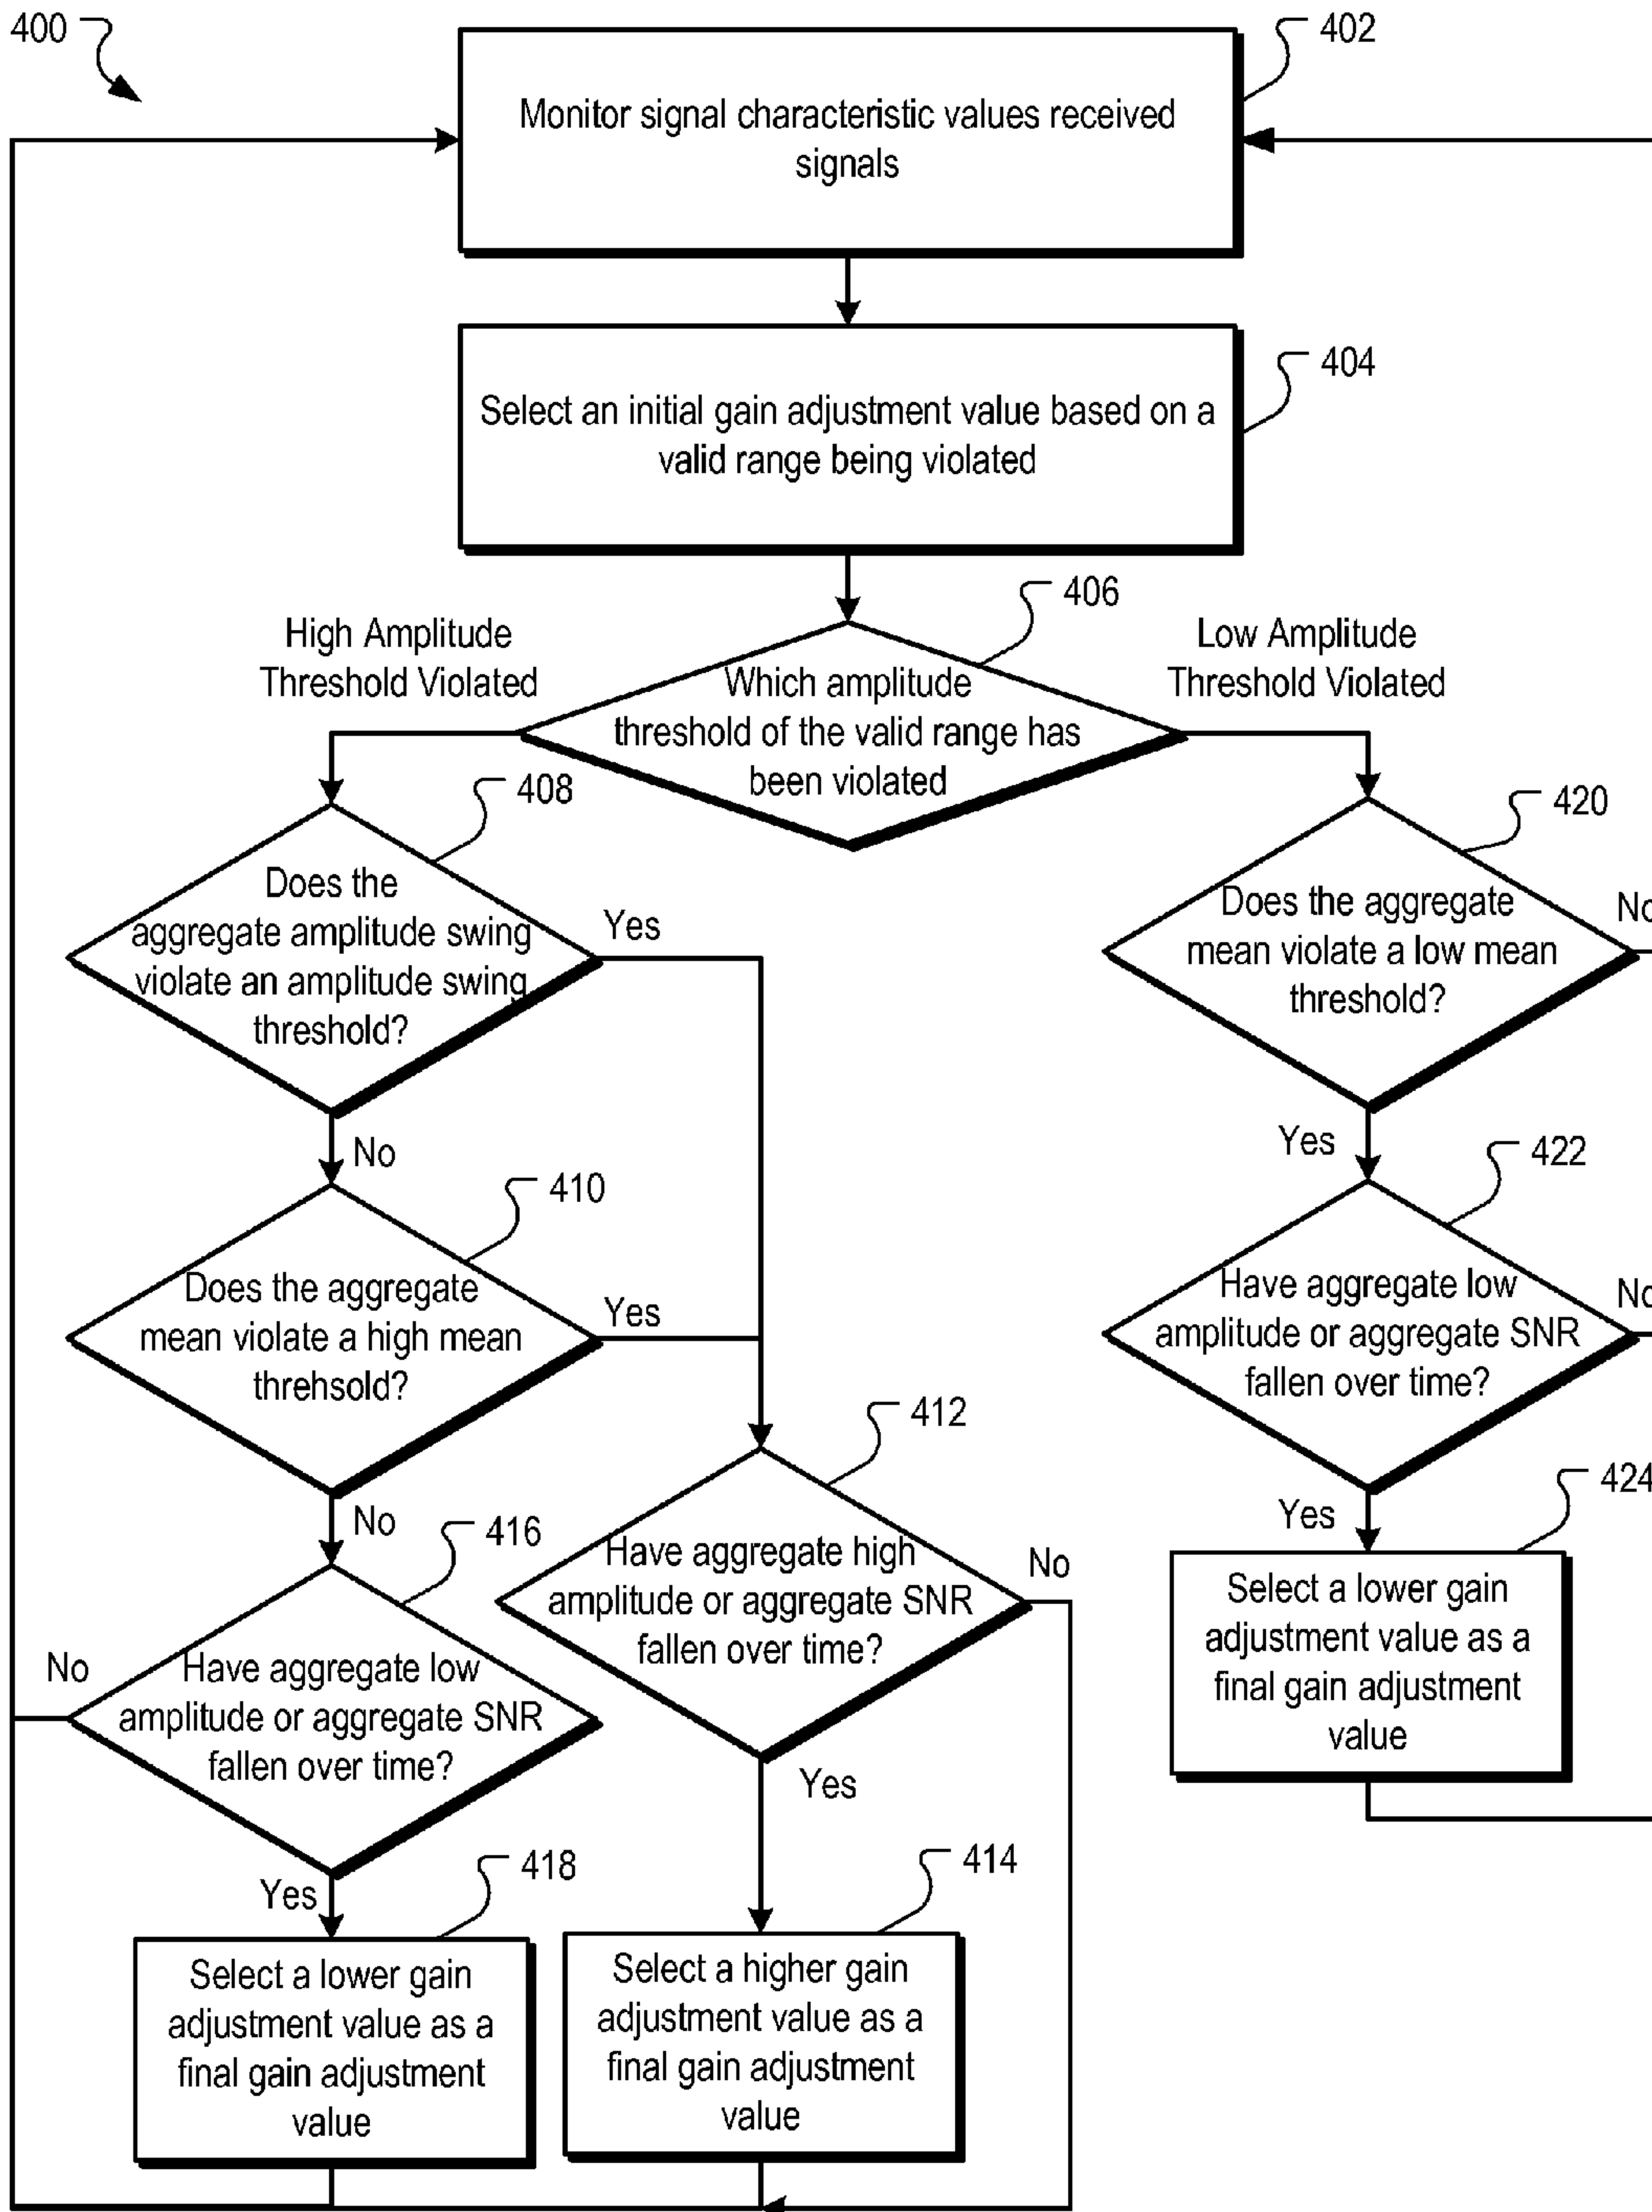 400
402
Monitor signal characteristic values received
signals
404
Select an initial gain adjustment value based on a
valid range being violated
406
High Amplitude
Threshold Violated
Which amplitude
threshold of the valid range has
been violated
Low Amplitude
Threshold Violated
408
Does the
aggregate amplitude swing
violate an amplitude swing
threshold?
Yes
No
420
Does the aggregate
mean violate a low mean
threshold?
No
Yes
410
Does the aggregate
mean violate a high mean
threhsold?
Yes
No
422
Have aggregate low
amplitude or aggregate SNR
fallen over time?
No
Yes
412
Have aggregate high
amplitude or aggregate SNR
fallen over time?
No
Yes
416
Have aggregate low
amplitude or aggregate SNR
fallen over time?
No
Yes
424
Select a lower gain
adjustment value as a
final gain adjustment
value
418
Select a lower gain
adjustment value as a
final gain adjustment
value
414
Select a higher gain
adjustment value as a
final gain adjustment
value